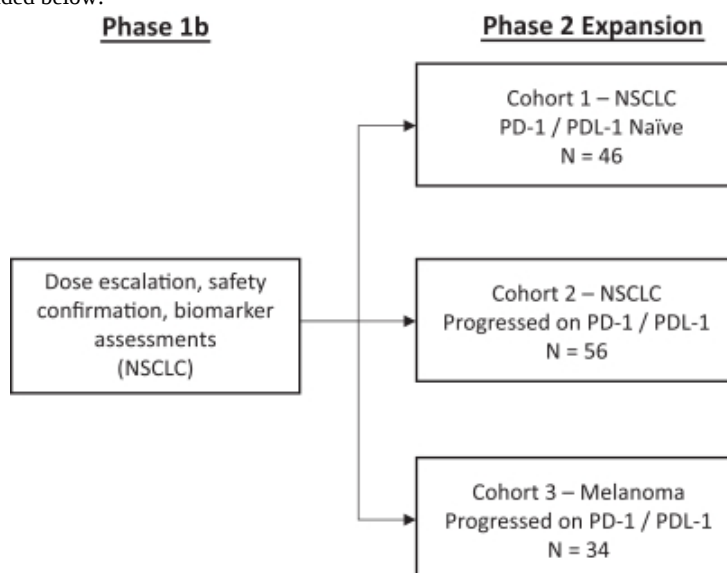 Phase 1b
Phase 2 Expansion
Cohort 1 – NSCLC
PD-1 / PDL-1 Naïve
N = 46
Dose escalation, safety
confirmation, biomarker
assessments
(NSCLC)
Cohort 2 – NSCLC
Progressed on PD-1 / PDL-1
N = 56
Cohort 3 – Melanoma
Progressed on PD-1 / PDL-1
N = 34